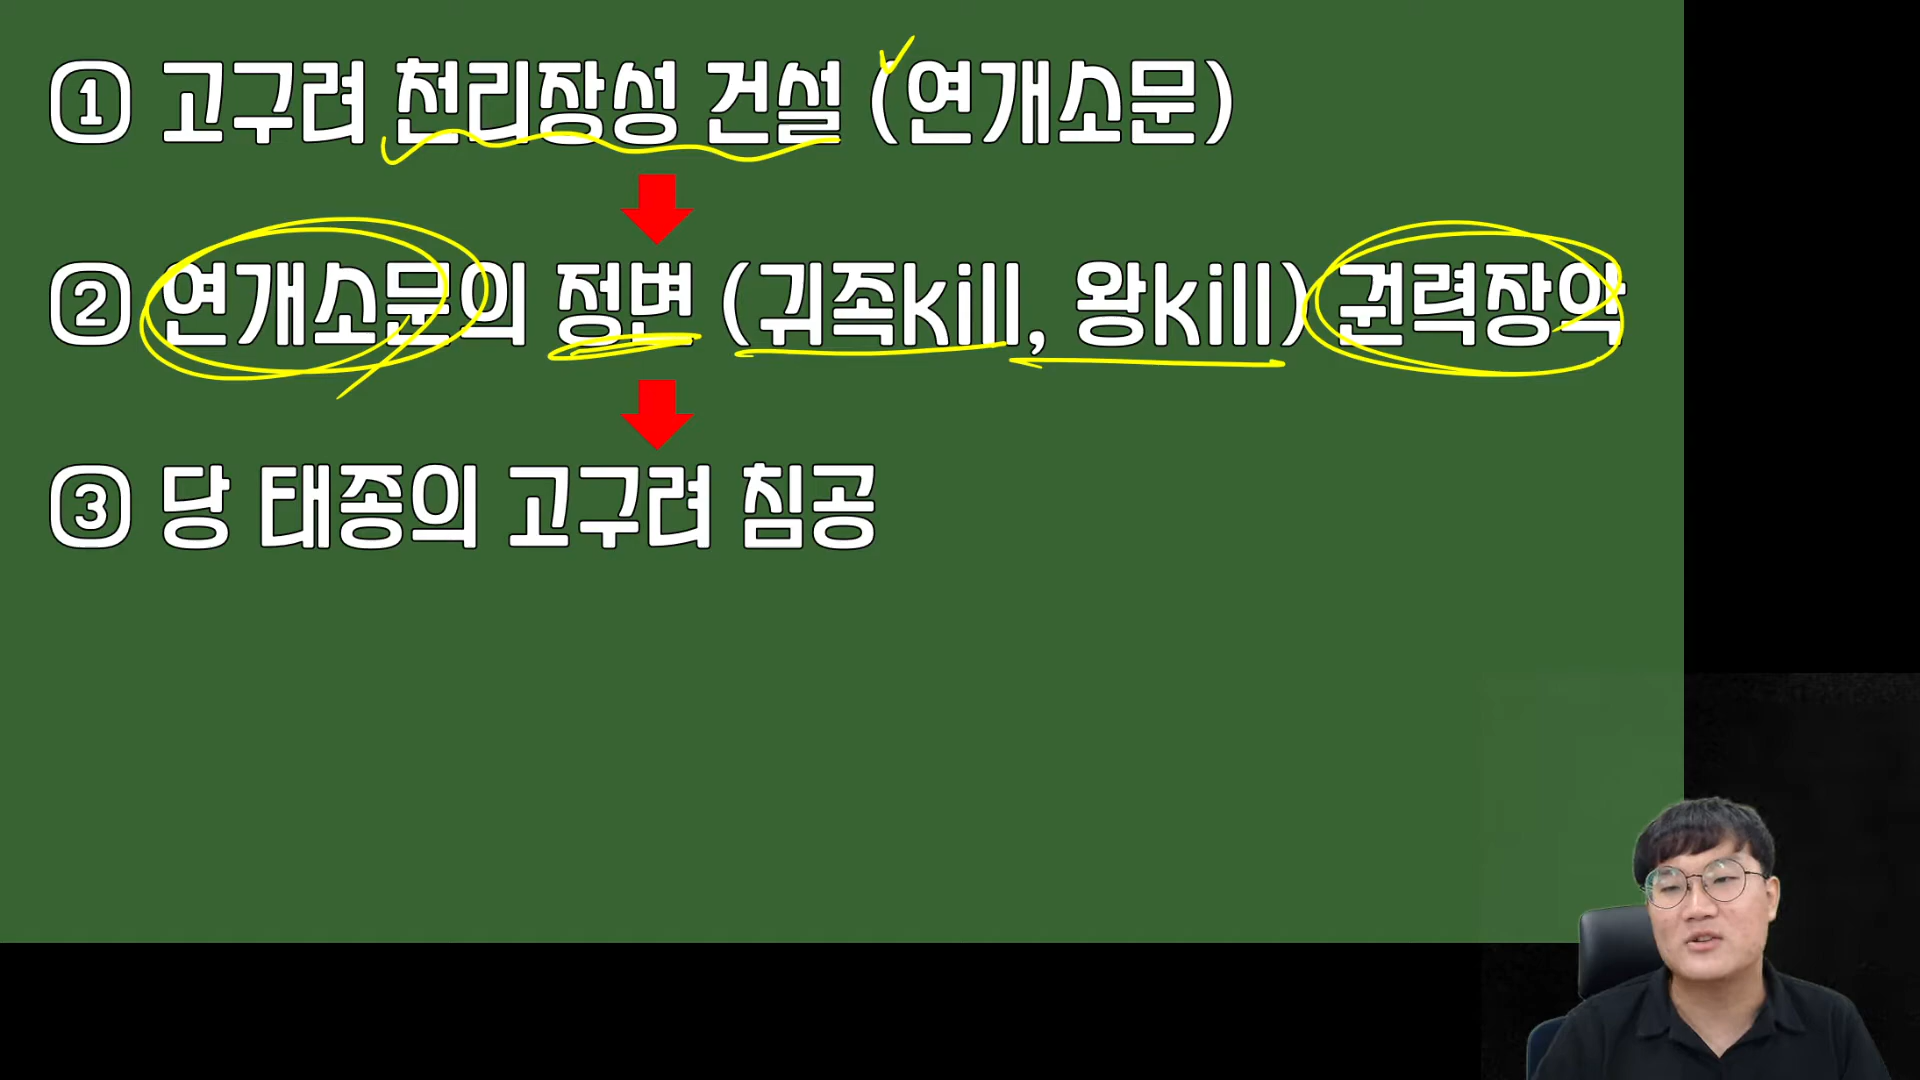 ① 고구려 천리장성 건설 (연개소문)
② 연개소문의 정변 (귀족kill, 왕kill) 권력장악
③ 당 태종의 고구려 침공